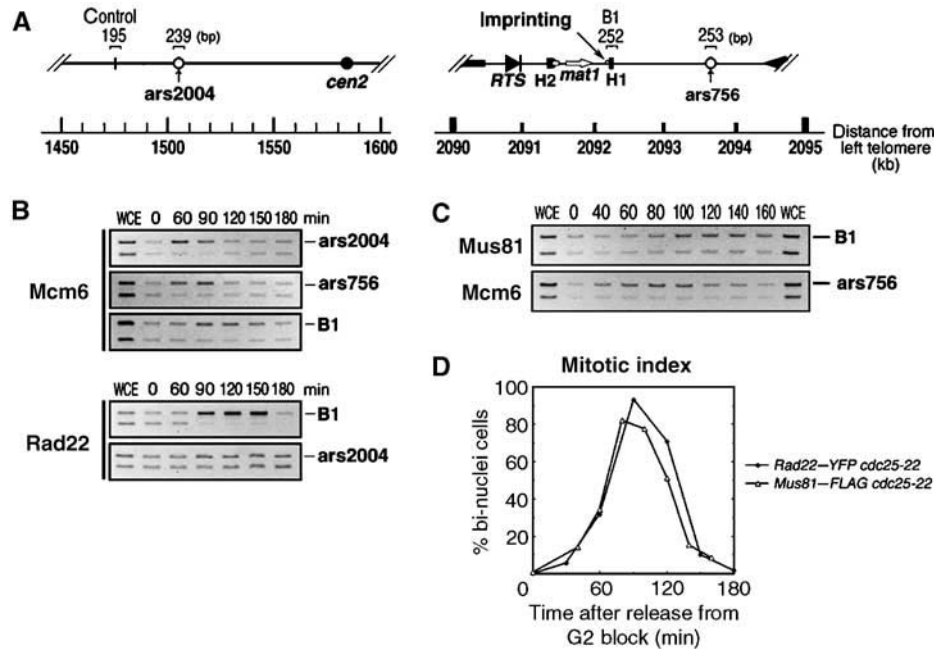 A
Control
195
239 (bp)
ars2004
cen2
Imprinting
B1
252
253 (bp)
RTS
H2
mat1
H1
ars756
1450 1500 1550 1600
2090 2091 2092 2093 2094 2095
Distance from
left telomere
(kb)
B
WCE 0 60 90 120 150 180 min
Mcm6
ars2004
ars756
B1
WCE 0 60 90 120 150 180 min
Rad22
B1
ars2004
C
WCE 0 40 60 80 100 120 140 160 WCE
Mus81
B1
Mcm6
ars756
D
Mitotic index
% bi-nuclei cells
100
80
60
40
20
0 60 120 180
Time after release from
G2 block (min)
Rad22–YFP cdc25-22
Mus81–FLAG cdc25-22